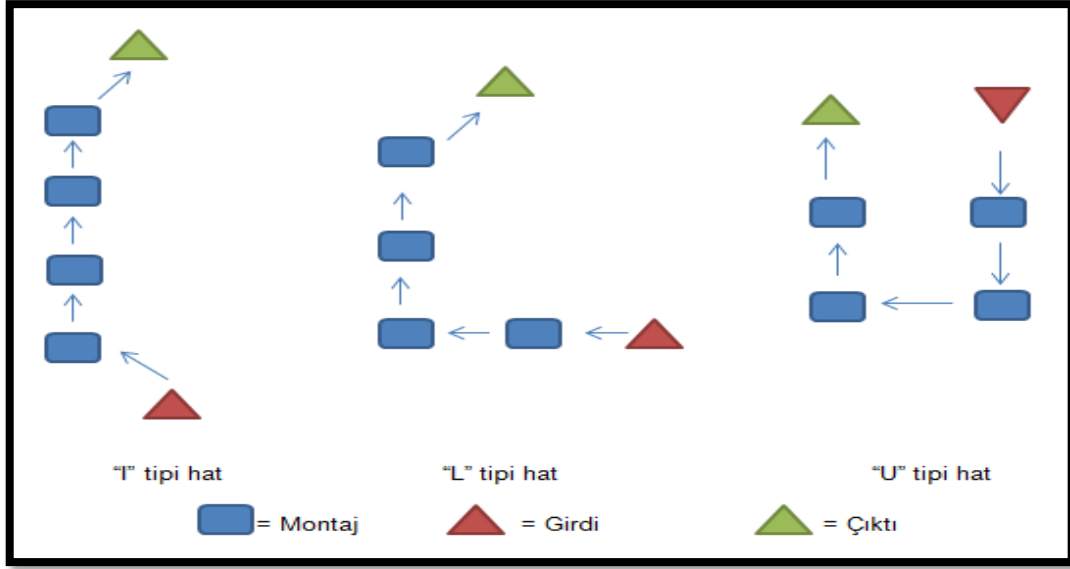 “I” tipi hat “L” tipi hat “U” tipi hat
= Montaj = Girdi = Çıktı